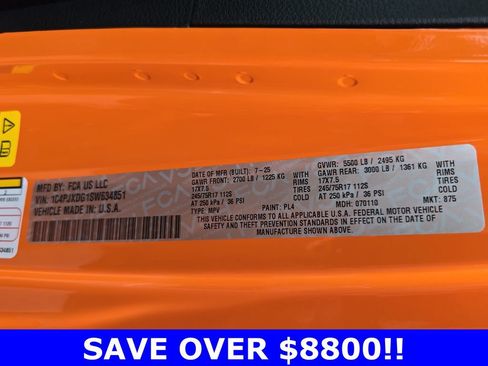 MFD BY: FCA US LLC
VIN: 1C4PJXDG1SW634851
VEHICLE MADE IN U.S.A.
DATE OF MFR (BUILT): 7-25
GAWR FRONT: 2700 LB / 1225 KG WITH
17X7.5 RIMS
245/75R17 112S TIRES
AT 250 kPa / 36 PSI COLD
TYPE: MPV PAINT: PL4
GVWR: 5500 LB / 2495 KG
GAWR REAR: 3000 LB / 1361 KG WITH
17X7.5 RIMS
245/75R17 112S TIRES
AT 250 kPa / 36 PSI COLD
MDH: 070110 MKT: 875
THIS VEHICLE CONFORMS TO ALL APPLICABLE U.S.A. FEDERAL MOTOR VEHICLE
SAFETY, BUMPER AND THEFT PREVENTION STANDARDS IN EFFECT ON THE DATE
OF MANUFACTURE SHOWN ABOVE.
SAVE OVER $8800!!